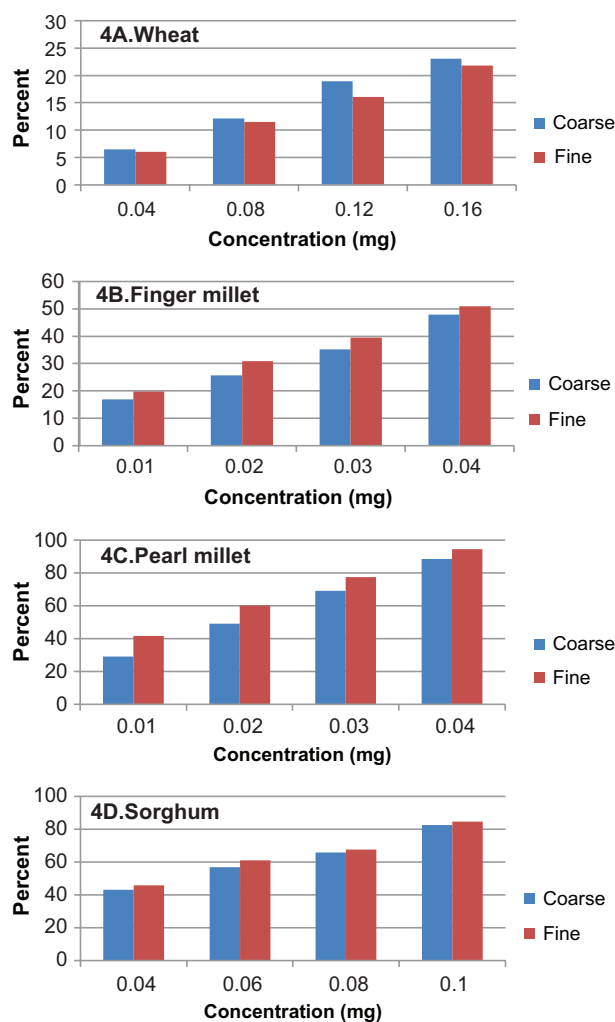 4A.Wheat
Percent
30
25
20
15
10
5
0
0.04 0.08 0.12 0.16
Concentration (mg)
Coarse
Fine
4B.Finger millet
Percent
60
50
40
30
20
10
0
0.01 0.02 0.03 0.04
Concentration (mg)
Coarse
Fine
4C.Pearl millet
Percent
100
80
60
40
20
0
0.01 0.02 0.03 0.04
Concentration (mg)
Coarse
Fine
4D.Sorghum
Percent
100
80
60
40
20
0
0.04 0.06 0.08 0.1
Concentration (mg)
Coarse
Fine